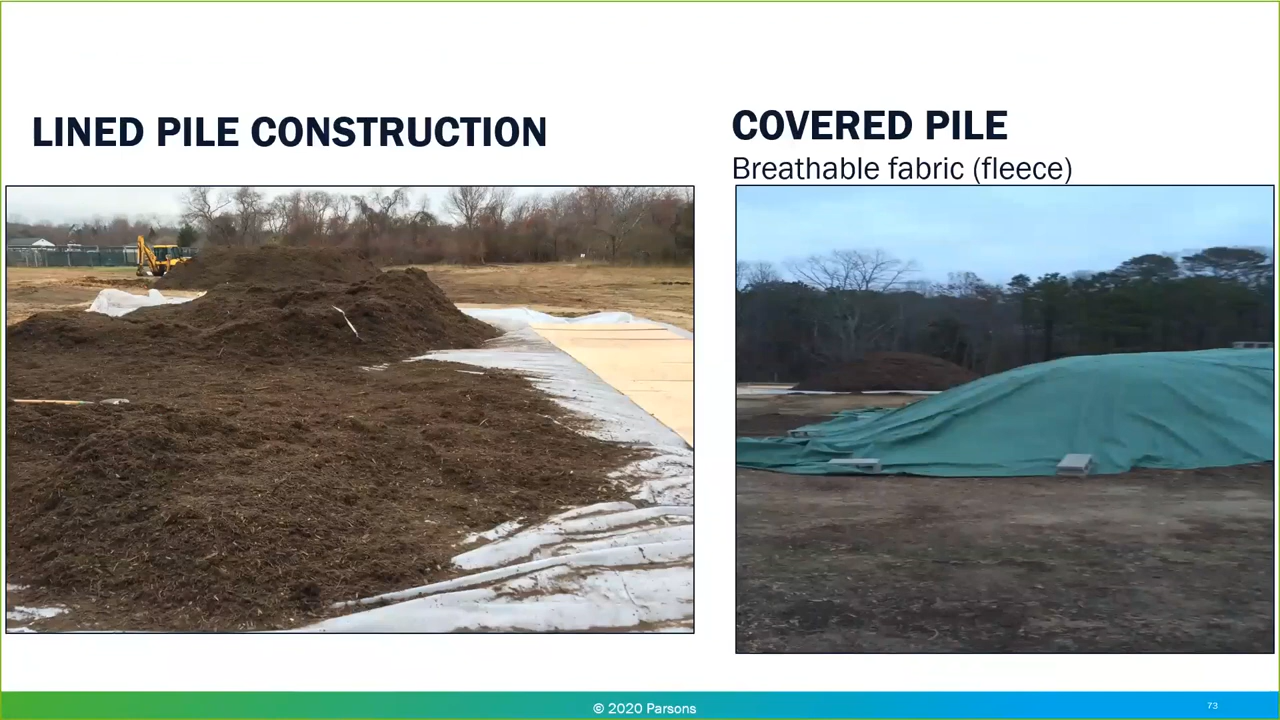 LINED PILE CONSTRUCTION
COVERED PILE
Breathable fabric (fleece)
© 2020 Parsons
73